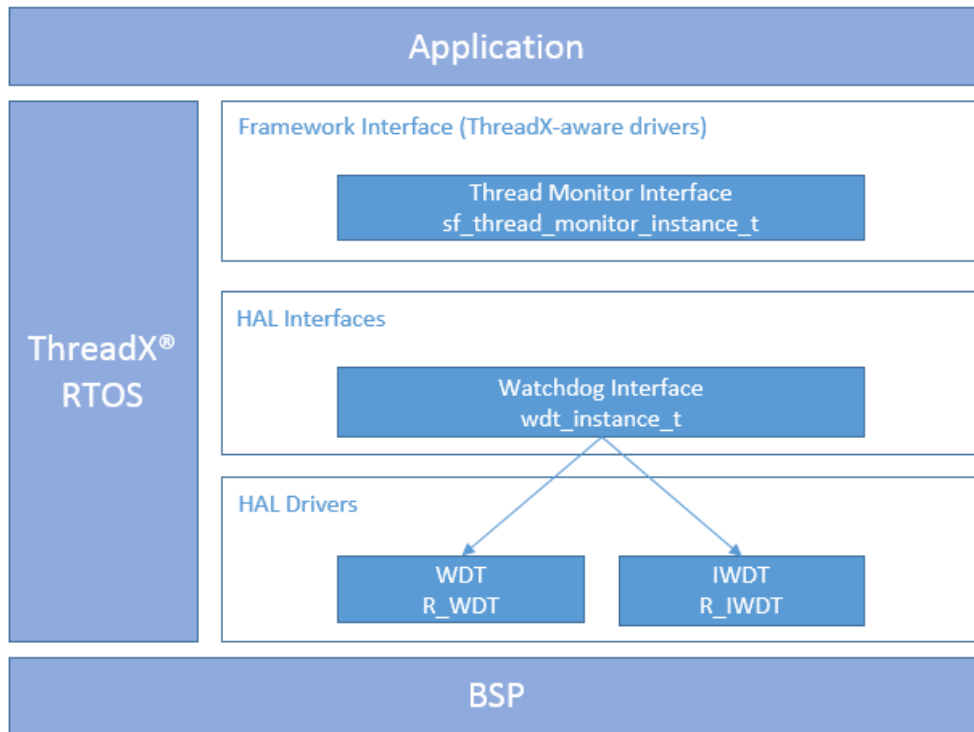 Application
ThreadX®
RTOS
Framework Interface (ThreadX-aware drivers)
Thread Monitor Interface
sf_thread_monitor_instance_t
HAL Interfaces
Watchdog Interface
wdt_instance_t
HAL Drivers
WDT
R_WDT
IWDT
R_IWDT
BSP